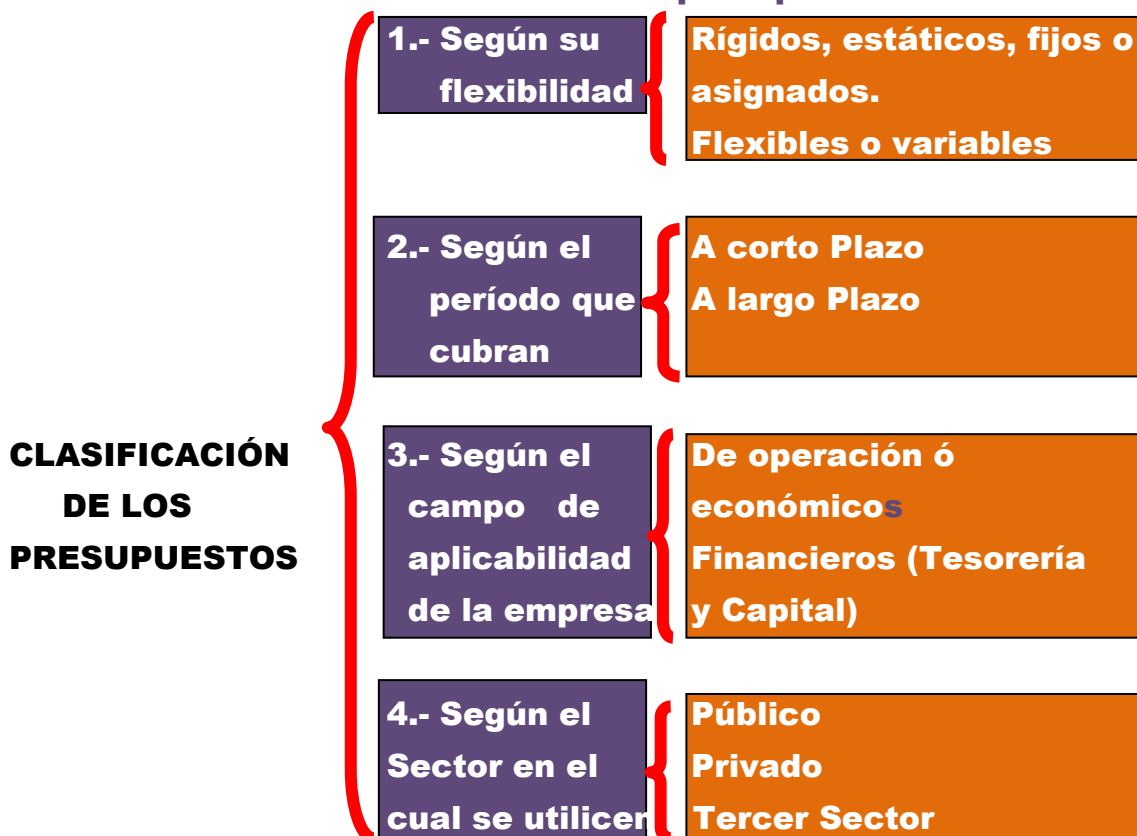 1.- Según su
flexibilidad
Rígidos, estáticos, fijos o
asignados.
Flexibles o variables
2.- Según el
período que
cubran
A corto Plazo
A largo Plazo
CLASIFICACIÓN
DE LOS
PRESUPUESTOS
3.- Según el
campo de
aplicabilidad
de la empresa
De operación ó
económicos
Financieros (Tesorería
y Capital)
4.- Según el
Sector en el
cual se utilicen
Público
Privado
Tercer Sector